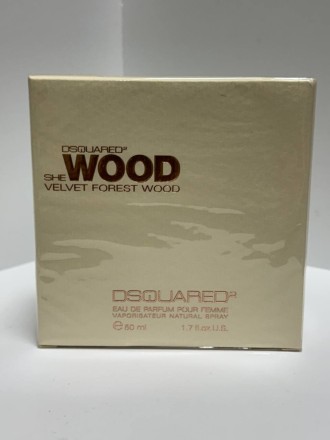 DSQUARED²
SHE WOOD
VELVET FOREST WOOD
DSQUARED²
EAU DE PARFUM POUR FEMME
VAPORISATEUR NATURAL SPRAY
℮ 50 ml 1.7 fl.oz U.S.